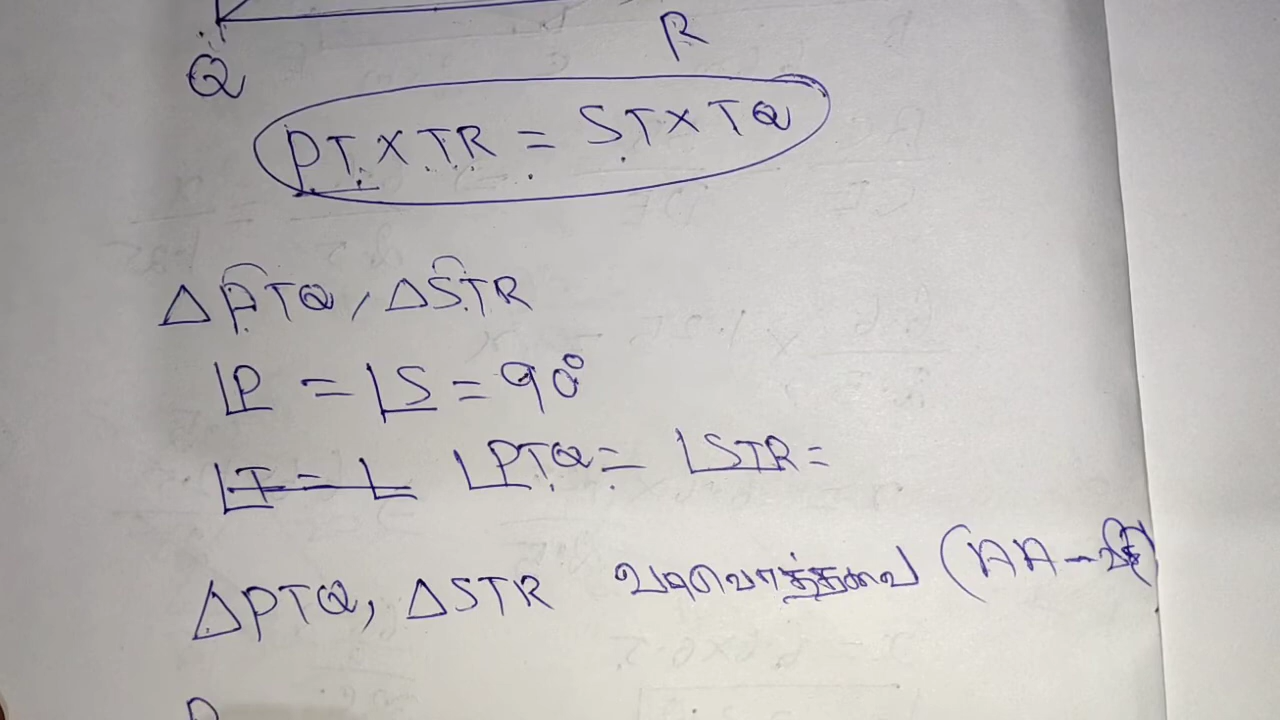 R
Q
PT × TR = ST × TQ
△PTQ, △STR
∠P = ∠S = 90°
∠PTQ = ∠STR =
△PTQ, △STR வடிவொத்தவை (AA-விதி)